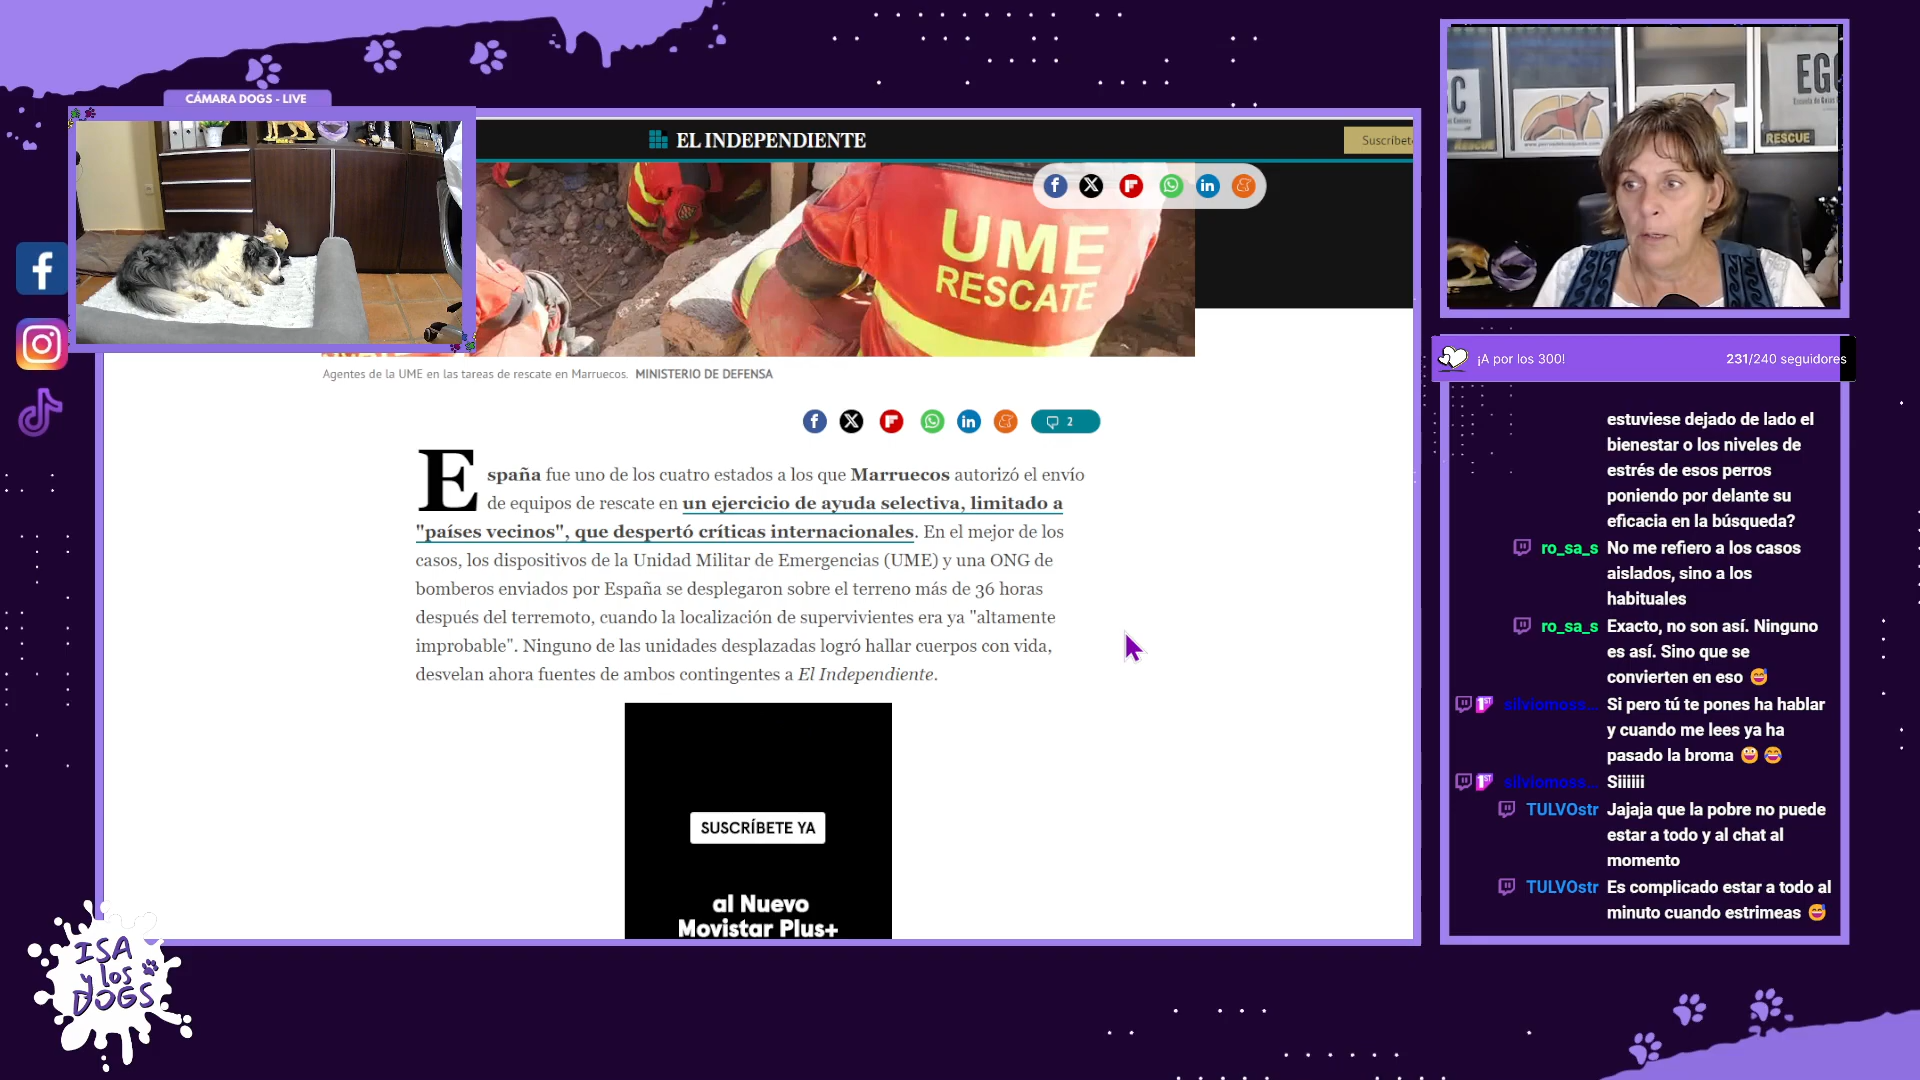 CÁMARA DOGS - LIVE
EL INDEPENDIENTE
Suscríbete
UME
RESCATE
Agentes de la UME en las tareas de rescate en Marruecos. MINISTERIO DE DEFENSA
2
España fue uno de los cuatro estados a los que Marruecos autorizó el envío
de equipos de rescate en un ejercicio de ayuda selectiva, limitado a
"países vecinos", que despertó críticas internacionales. En el mejor de los
casos, los dispositivos de la Unidad Militar de Emergencias (UME) y una ONG de
bomberos enviados por España se desplegaron sobre el terreno más de 36 horas
después del terremoto, cuando la localización de supervivientes era ya "altamente
improbable". Ninguno de las unidades desplazadas logró hallar cuerpos con vida,
desvelan ahora fuentes de ambos contingentes a El Independiente.
SUSCRÍBETE YA
al Nuevo
Movistar Plus+
ISA
y los
DOGS
C
EGC
RESCUE
RESCUE
¡A por los 300!
231/240 seguidores
estuviese dejado de lado el
bienestar o los niveles de
estrés de esos perros
poniendo por delante su
eficacia en la búsqueda?
ro_sa_s No me refiero a los casos
aislados, sino a los
habituales
ro_sa_s Exacto, no son así. Ninguno
es así. Sino que se
convierten en eso 😅
silviomoss... Si pero tú te pones ha hablar
y cuando me lees ya ha
pasado la broma 😀 😂
silviomoss... Siiiiii
TULVOstr Jajaja que la pobre no puede
estar a todo y al chat al
momento
TULVOstr Es complicado estar a todo al
minuto cuando estrimeas 😅